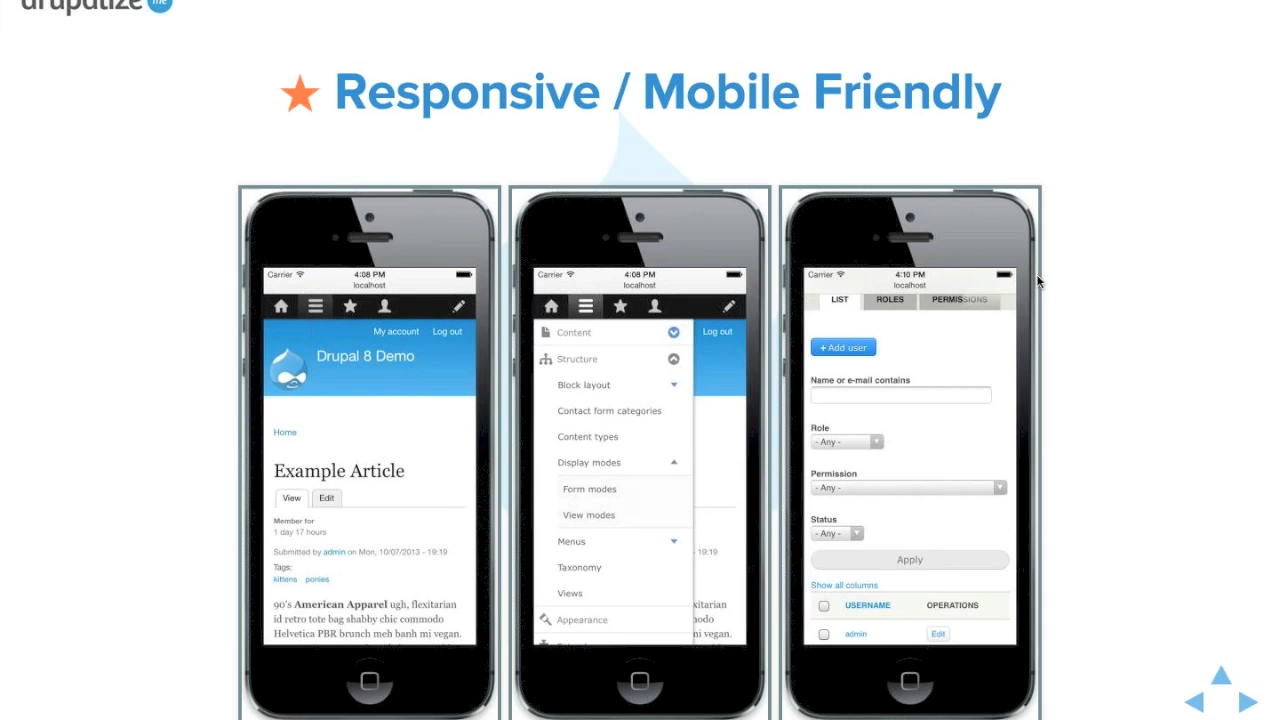 drupalize me
★ Responsive / Mobile Friendly
Carrier 4:08 PM
localhost
My account Log out
Drupal 8 Demo
Home
Example Article
View Edit
Member for
1 day 17 hours
Submitted by admin on Mon, 10/07/2013 - 19:19
Tags:
kittens ponies
90's American Apparel ugh, flexitarian
id retro tote bag shabby chic commodo
Helvetica PBR brunch meh banh mi vegan.
Carrier 4:08 PM
localhost
Content
Log out
Structure
Block layout
Contact form categories
Content types
Display modes
Form modes
View modes
Menus
19:19
Taxonomy
Views
xitarian
Appearance
modo
mi vegan.
Carrier 4:10 PM
localhost
LIST ROLES PERMISSIONS
+ Add user
Name or e-mail contains
Role
- Any -
Permission
- Any -
Status
- Any -
Apply
Show all columns
USERNAME OPERATIONS
admin Edit